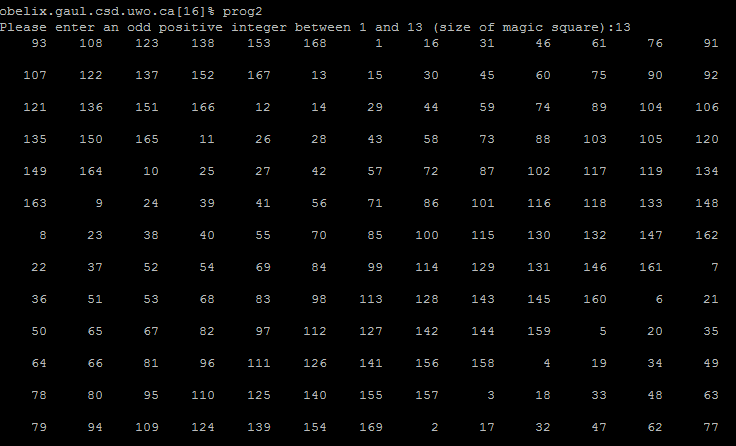 obelix.gaul.csd.uwo.ca[16]% prog2
Please enter an odd positive integer between 1 and 13 (size of magic square):13
93 108 123 138 153 168 1 16 31 46 61 76 91
107 122 137 152 167 13 15 30 45 60 75 90 92
121 136 151 166 12 14 29 44 59 74 89 104 106
135 150 165 11 26 28 43 58 73 88 103 105 120
149 164 10 25 27 42 57 72 87 102 117 119 134
163 9 24 39 41 56 71 86 101 116 118 133 148
8 23 38 40 55 70 85 100 115 130 132 147 162
22 37 52 54 69 84 99 114 129 131 146 161 7
36 51 53 68 83 98 113 128 143 145 160 6 21
50 65 67 82 97 112 127 142 144 159 5 20 35
64 66 81 96 111 126 141 156 158 4 19 34 49
78 80 95 110 125 140 155 157 3 18 33 48 63
79 94 109 124 139 154 169 2 17 32 47 62 77